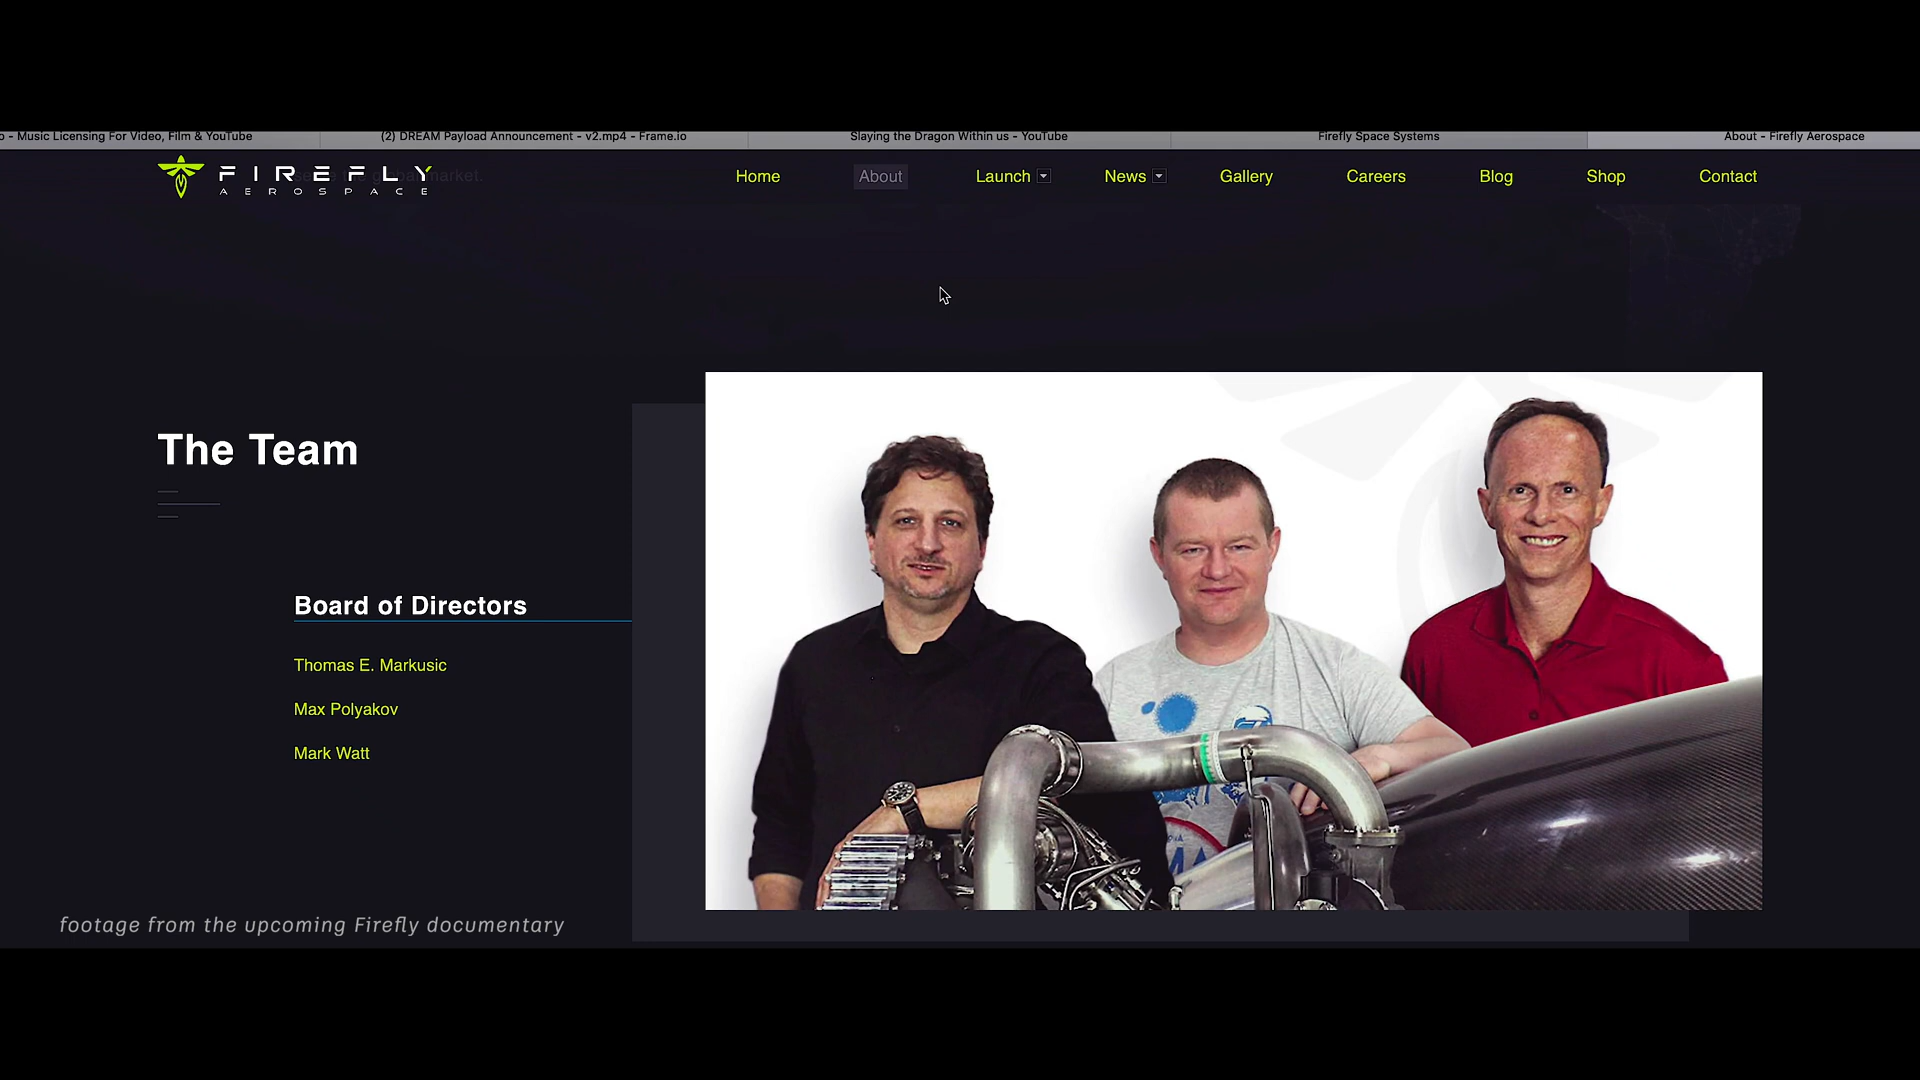 o - Music Licensing For Video, Film & YouTube
(2) DREAM Payload Announcement - v2.mp4 - Frame.io
Slaying the Dragon Within us - YouTube
Firefly Space Systems
About - Firefly Aerospace
FIREFLY
AEROSPACE
market.
Home
About
Launch
News
Gallery
Careers
Blog
Shop
Contact
The Team
Board of Directors
Thomas E. Markusic
Max Polyakov
Mark Watt
footage from the upcoming Firefly documentary